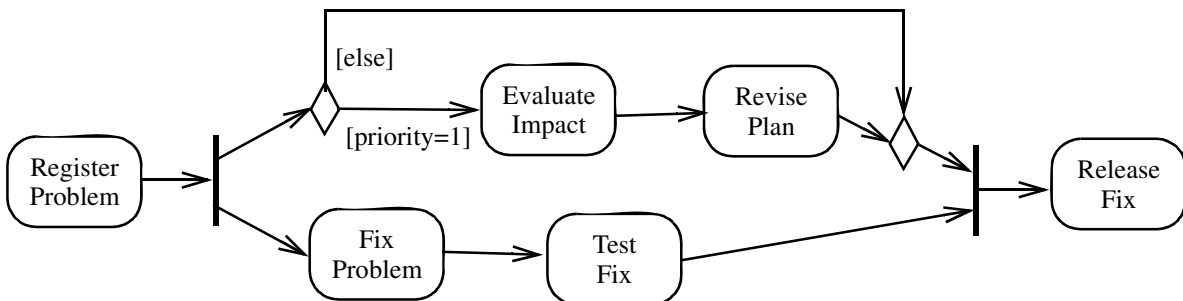 [else]
Evaluate
Impact
Revise
Plan
[priority=1]
Register
Problem
Release
Fix
Fix
Problem
Test
Fix